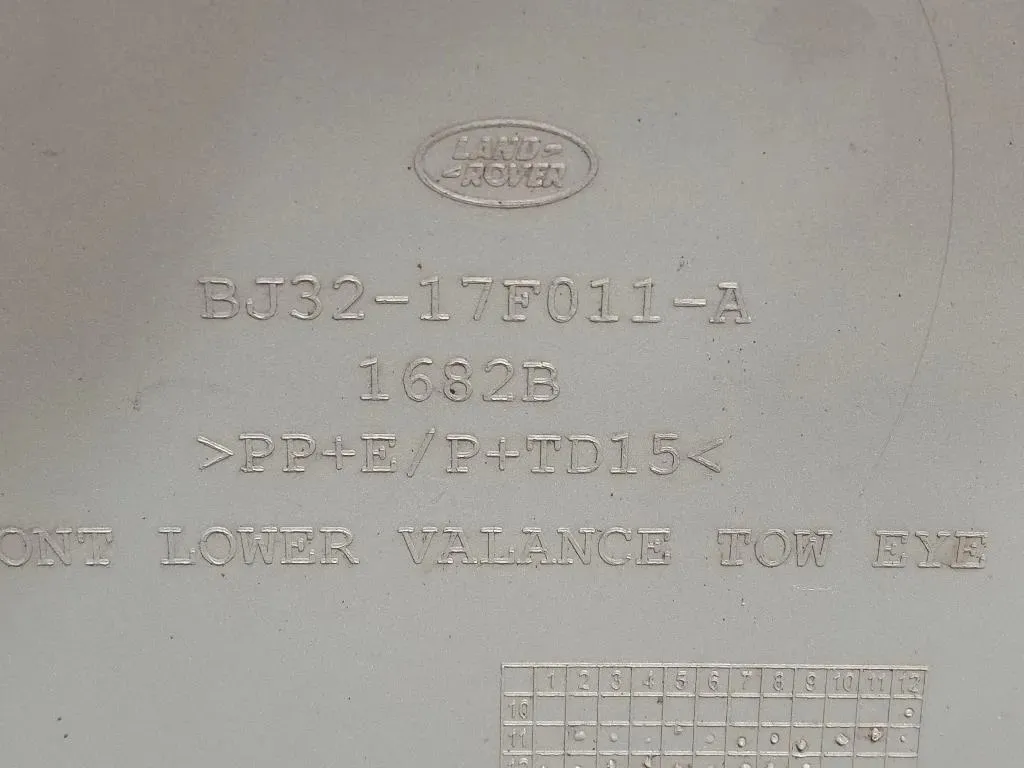 LAND-
-ROVER
BJ32-17F011-A
1682B
>PP+E/P+TD15<
ONT LOWER VALANCE TOW EYE
1 2 3 4 5 6 7 8 9 10 11 12
10
11
12